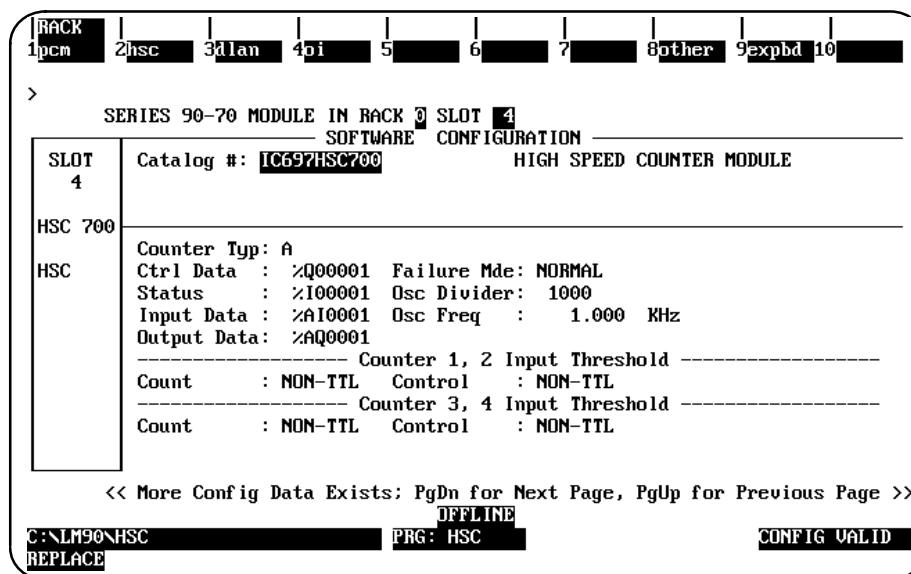 RACK
1pcm 2hsc 3dlan 4oi 5 6 7 8other 9expbd 10
>
SERIES 90-70 MODULE IN RACK 0 SLOT 4
SOFTWARE CONFIGURATION
SLOT Catalog #: IC697HSC700 HIGH SPEED COUNTER MODULE
4
HSC 700
Counter Typ: A
HSC Ctrl Data : %Q00001 Failure Mde: NORMAL
Status : %I00001 Osc Divider: 1000
Input Data : %AI0001 Osc Freq : 1.000 KHz
Output Data: %AQ0001
------------------- Counter 1, 2 Input Threshold ------------------
Count : NON-TTL Control : NON-TTL
------------------- Counter 3, 4 Input Threshold ------------------
Count : NON-TTL Control : NON-TTL
<< More Config Data Exists; PgDn for Next Page, PgUp for Previous Page >>
OFFLINE
C:\LM90\HSC PRG: HSC CONFIG VALID
REPLACE